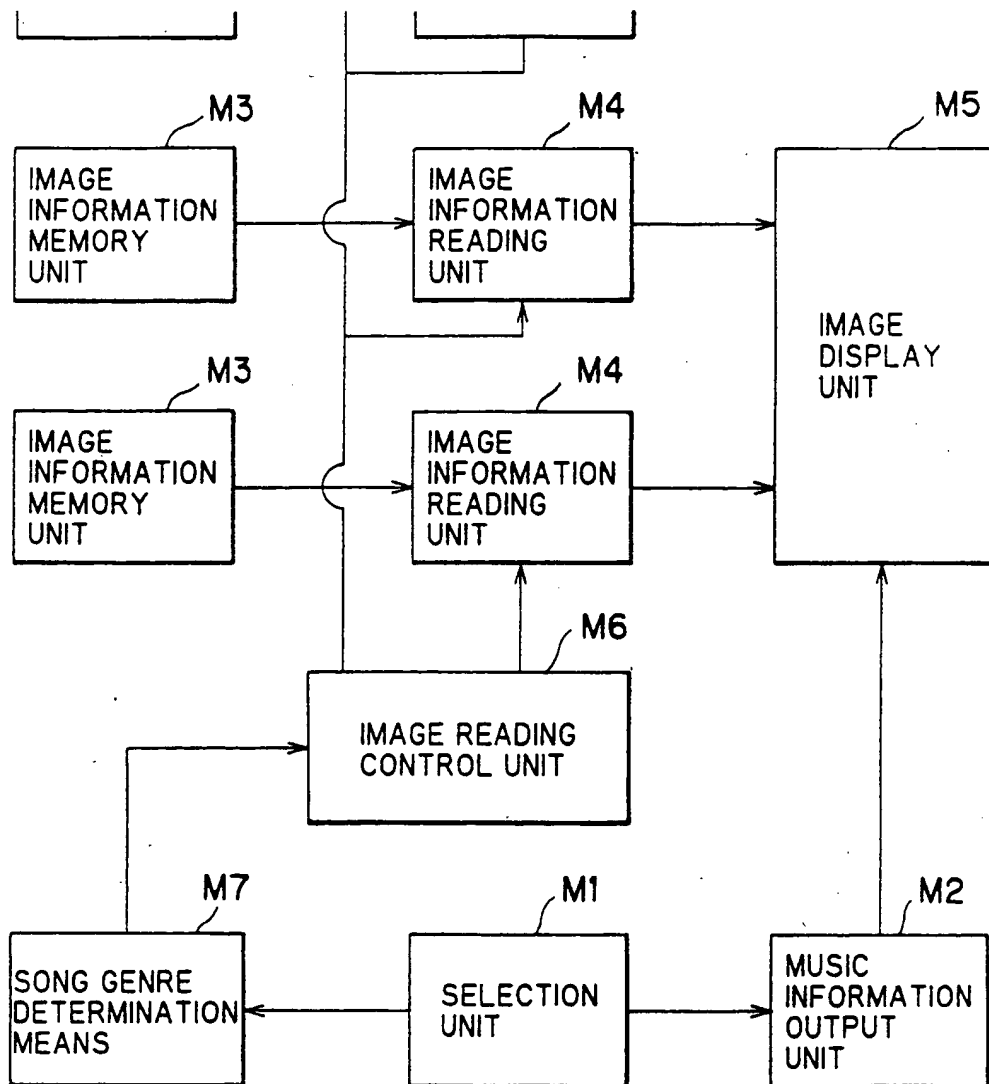 M3
IMAGE
INFORMATION
MEMORY
UNIT
M4
IMAGE
INFORMATION
READING
UNIT
M5
IMAGE
DISPLAY
UNIT
M3
IMAGE
INFORMATION
MEMORY
UNIT
M4
IMAGE
INFORMATION
READING
UNIT
M6
IMAGE READING
CONTROL UNIT
M7
SONG GENRE
DETERMINATION
MEANS
M1
SELECTION
UNIT
M2
MUSIC
INFORMATION
OUTPUT
UNIT